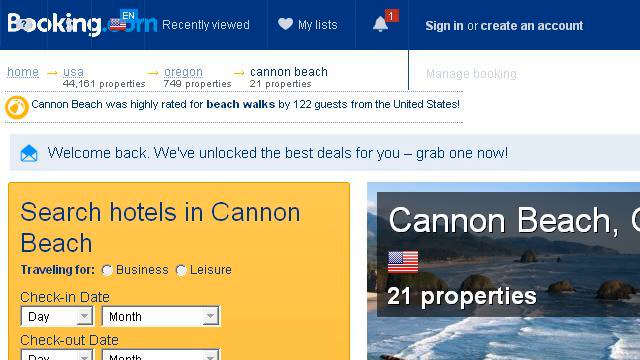 Booking.com
EN
Recently viewed
My lists
1
Sign in or create an account
Manage booking
home → usa → oregon → cannon beach
44,161 properties 749 properties 21 properties
Cannon Beach was highly rated for beach walks by 122 guests from the United States!
Welcome back. We've unlocked the best deals for you – grab one now!
Search hotels in Cannon
Beach
Traveling for: Business Leisure
Check-in Date
Day Month
Check-out Date
Day Month
Cannon Beach,
21 properties